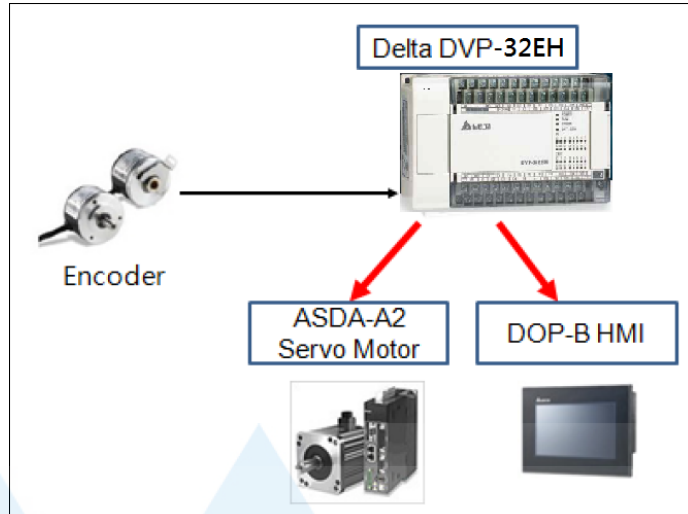 Delta DVP-32EH
Encoder
ASDA-A2
Servo Motor
DOP-B HMI